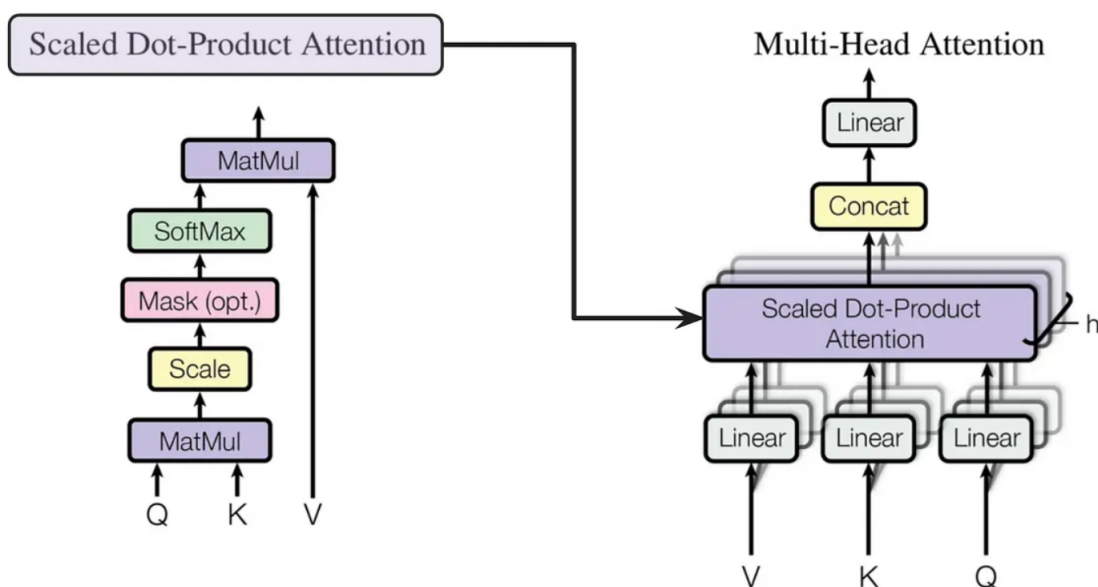 Scaled Dot-Product Attention
MatMul
SoftMax
Mask (opt.)
Scale
MatMul
Q K V
Multi-Head Attention
Linear
Concat
Scaled Dot-Product
Attention
h
Linear Linear Linear
V K Q